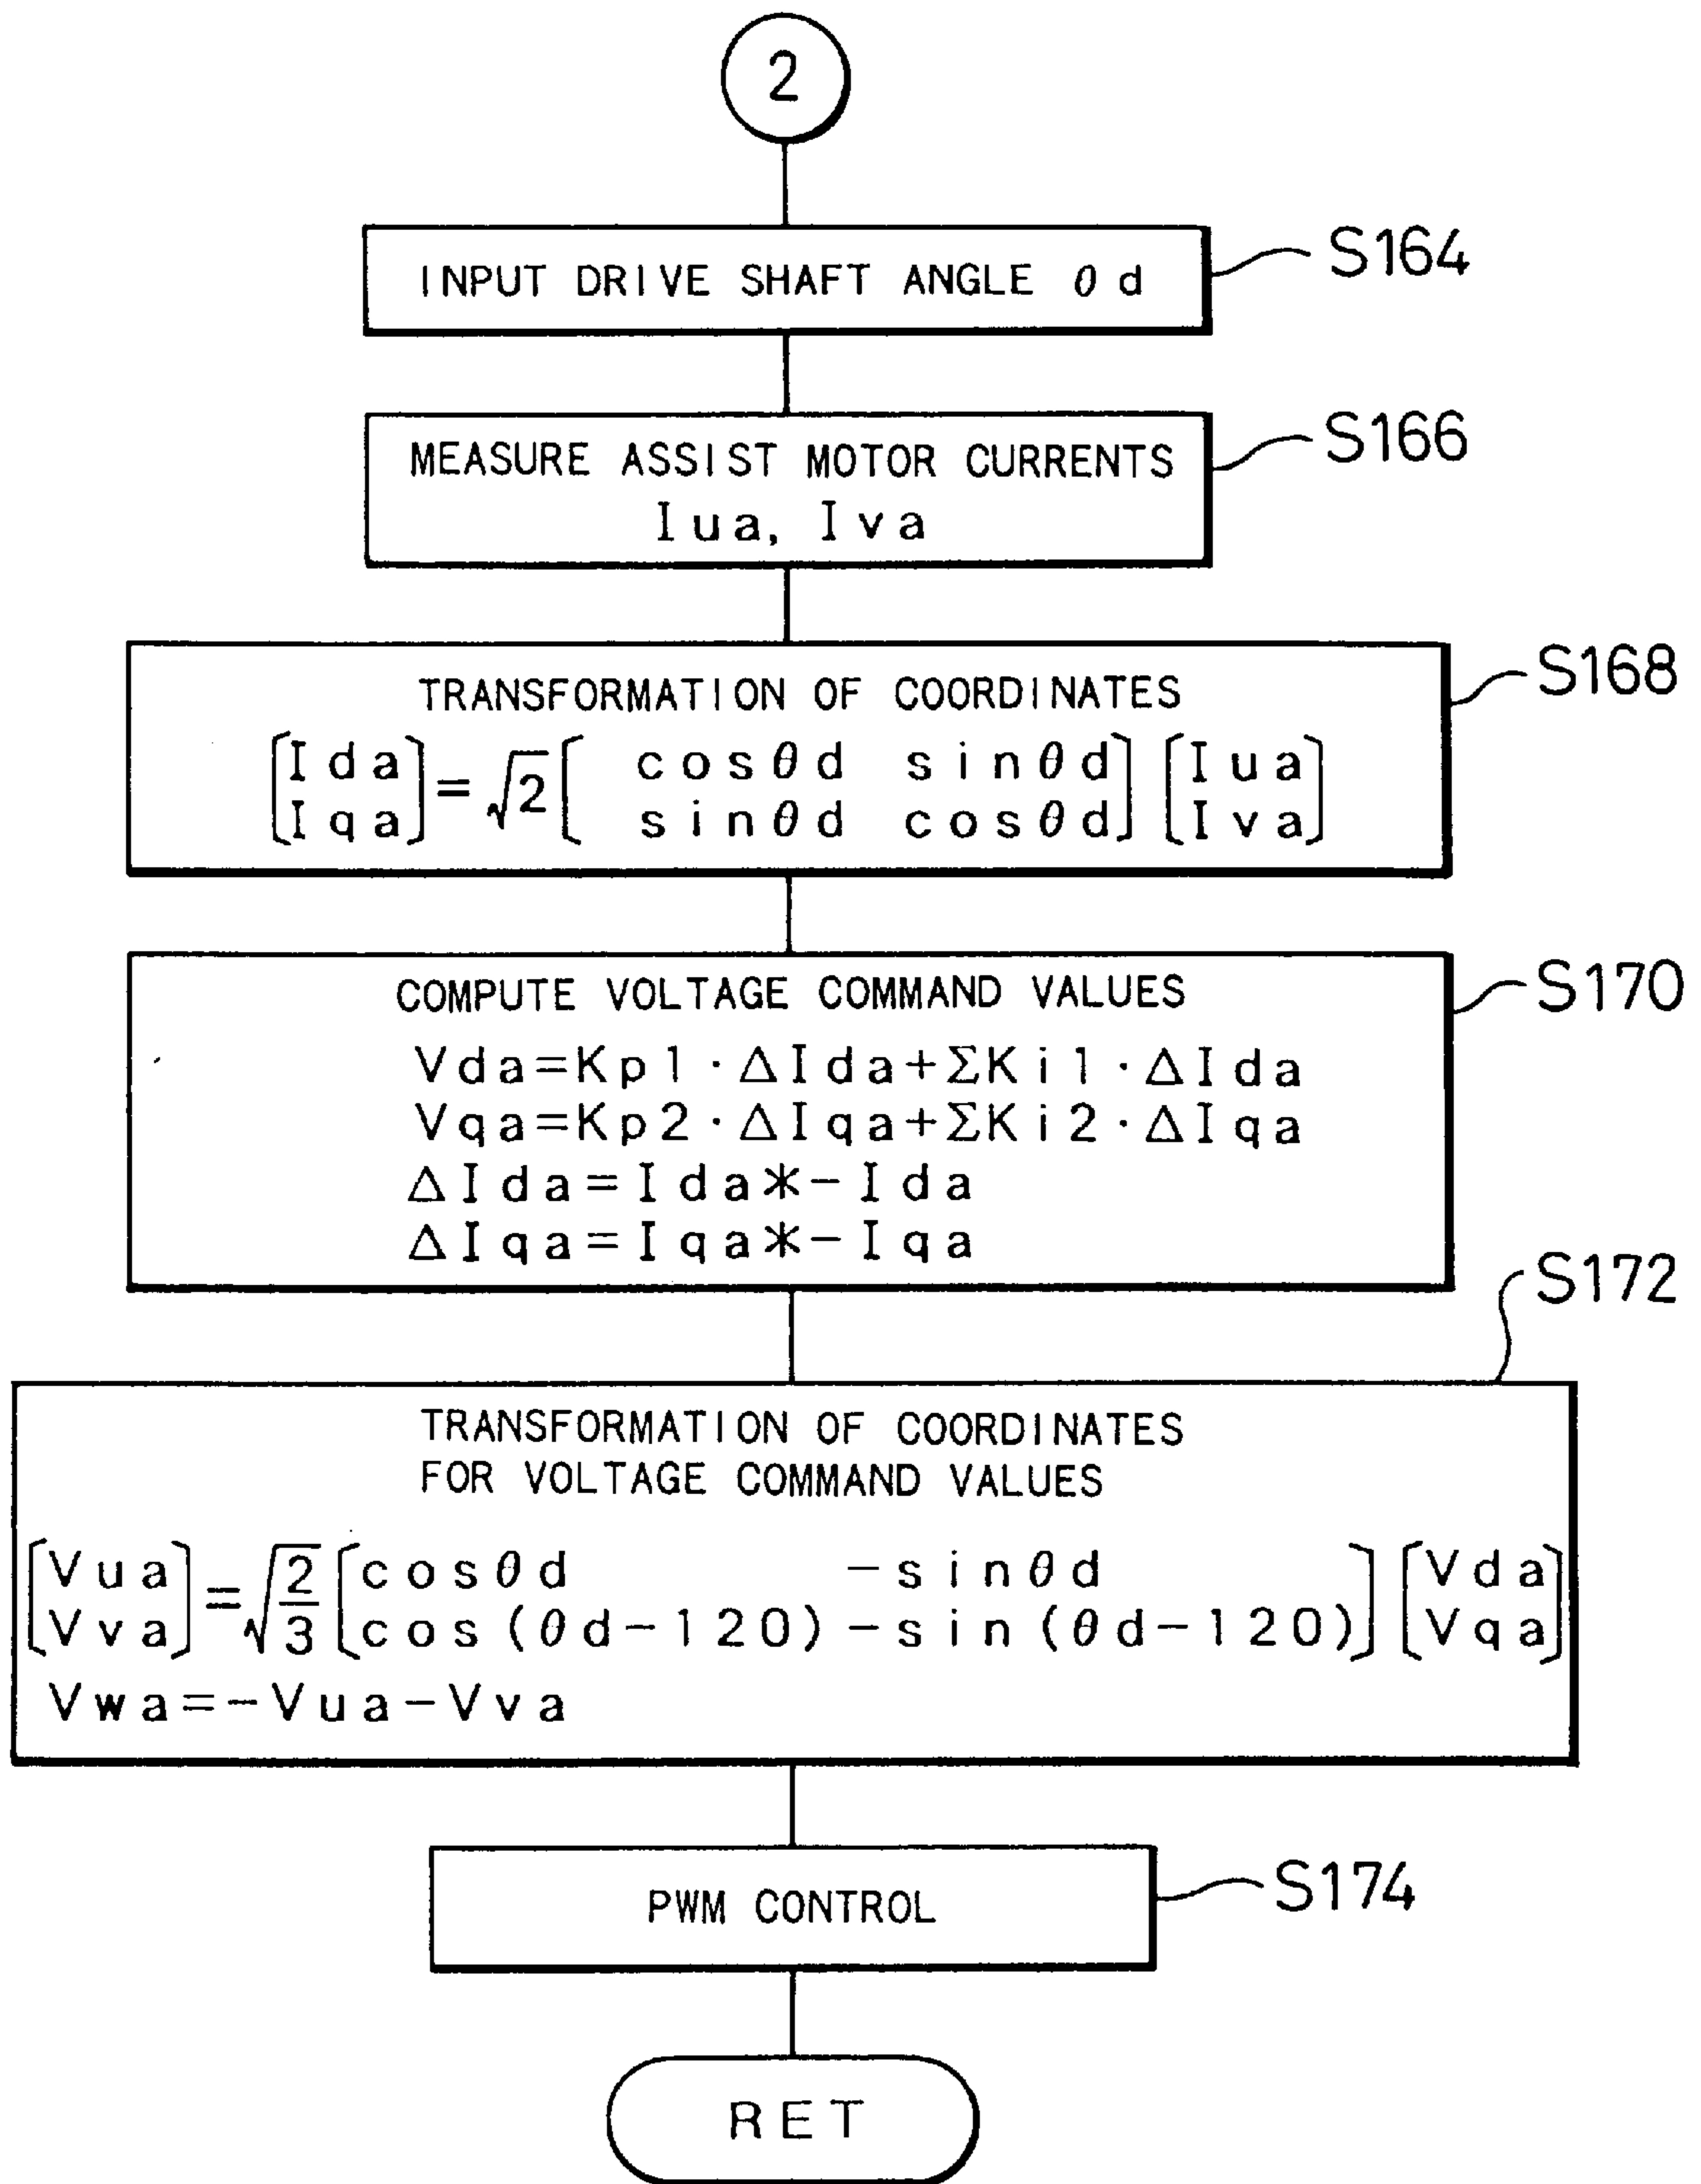 2
INPUT DRIVE SHAFT ANGLE θd
S164
MEASURE ASSIST MOTOR CURRENTS
Iua, Iva
S166
TRANSFORMATION OF COORDINATES
S168
[Ida] = √2 [ cosθd sinθd] [Iua]
[Iqa] [ sinθd cosθd] [Iva]
COMPUTE VOLTAGE COMMAND VALUES
S170
Vda=Kp1・ΔIda+ΣKi1・ΔIda
Vqa=Kp2・ΔIqa+ΣKi2・ΔIqa
ΔIda=Ida*-Ida
ΔIqa=Iqa*-Iqa
S172
TRANSFORMATION OF COORDINATES
FOR VOLTAGE COMMAND VALUES
[Vua] = √2/3 [cosθd -sinθd] [Vda]
[Vva] [cos(θd-120) -sin(θd-120)] [Vqa]
Vwa=-Vua-Vva
PWM CONTROL
S174
RET